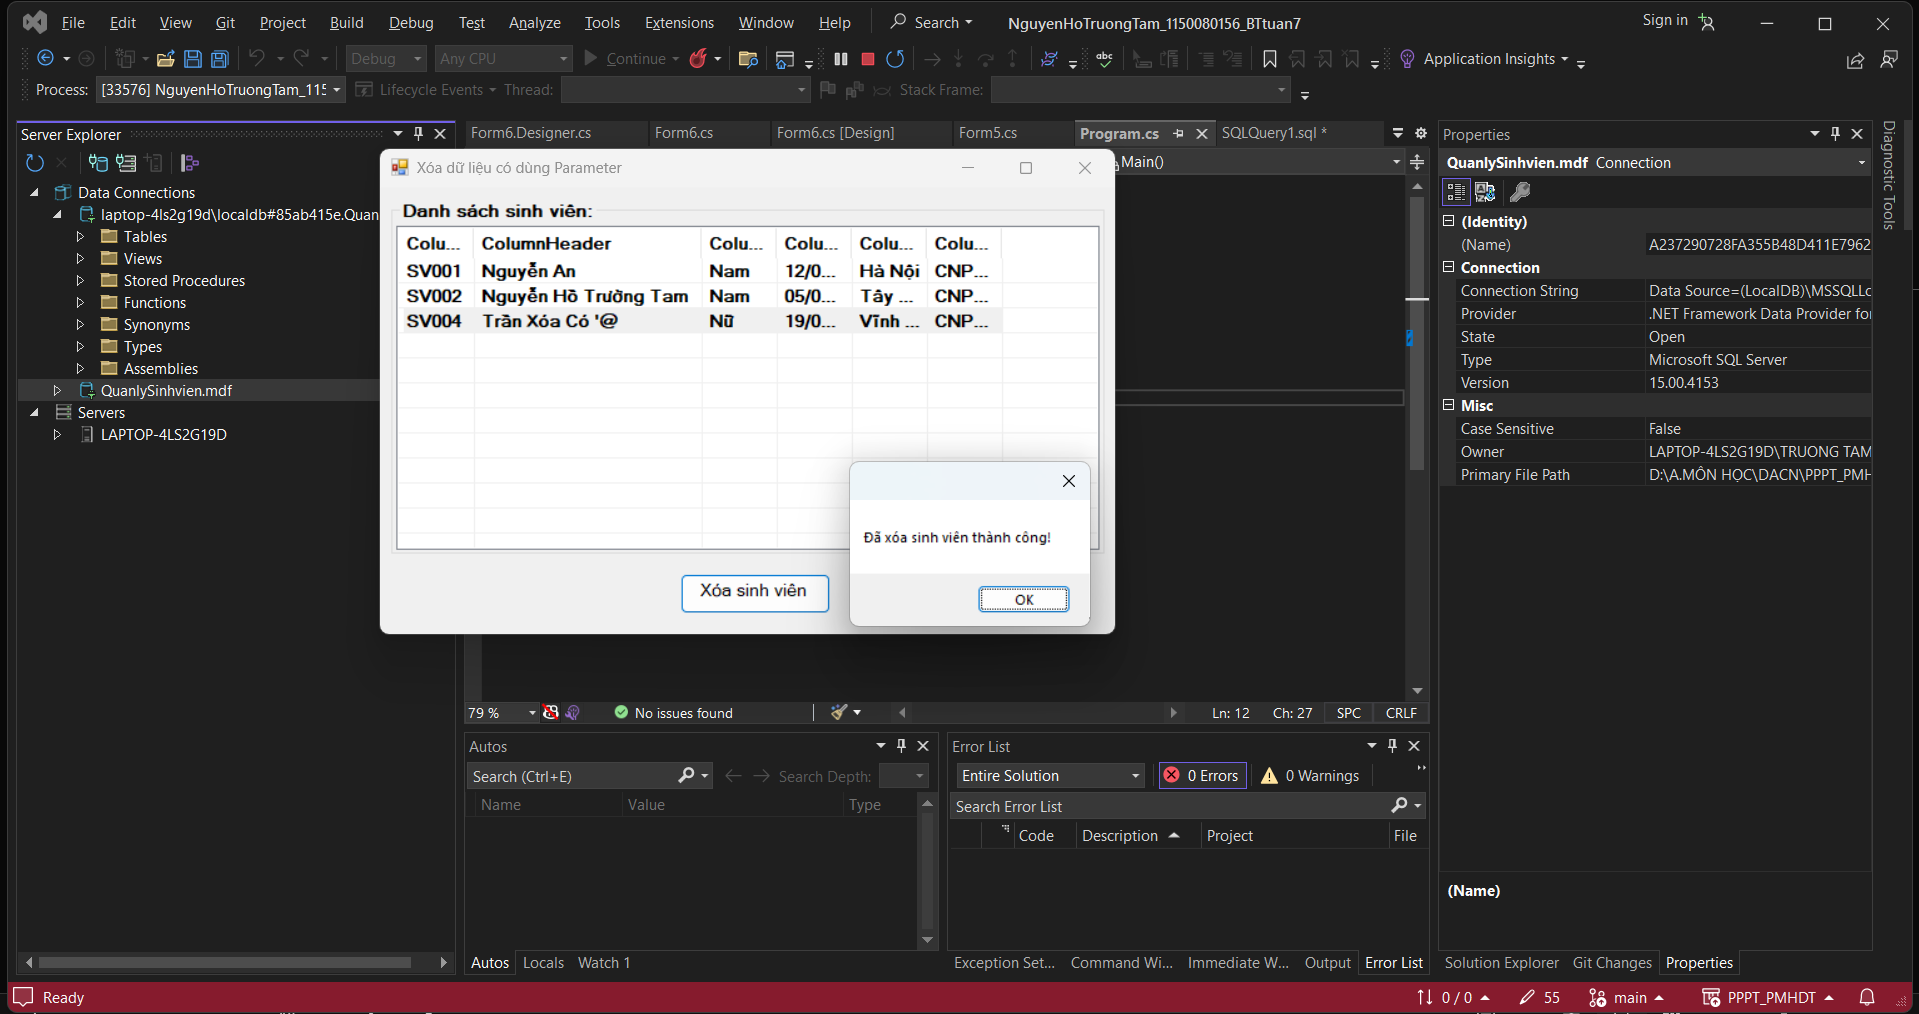 File Edit View Git Project Build Debug Test Analyze Tools Extensions Window Help Search NguyenHoTruongTam_1150080156_BTtuan7 Sign in
Debug Any CPU Continue Application Insights
Process: [33576] NguyenHoTruongTam_115 Lifecycle Events Thread: Stack Frame:
Server Explorer
Data Connections
laptop-4ls2g19d\localdb#85ab415e.Quan
Tables
Views
Stored Procedures
Functions
Synonyms
Types
Assemblies
QuanlySinhvien.mdf
Servers
LAPTOP-4LS2G19D
Form6.Designer.cs Form6.cs Form6.cs [Design] Form5.cs Program.cs SQLQuery1.sql *
Main()
Xóa dữ liệu có dùng Parameter
Danh sách sinh viên:
Colu... ColumnHeader Colu... Colu... Colu... Colu...
SV001 Nguyễn An Nam 12/0... Hà Nội CNP...
SV002 Nguyễn Hồ Trường Tam Nam 05/0... Tây ... CNP...
SV004 Trần Xóa Có '@ Nữ 19/0... Vĩnh ... CNP...
Xóa sinh viên
Đã xóa sinh viên thành công!
OK
79 % No issues found Ln: 12 Ch: 27 SPC CRLF
Autos
Search (Ctrl+E) Search Depth:
Name Value Type
Autos Locals Watch 1
Error List
Entire Solution 0 Errors 0 Warnings
Search Error List
Code Description Project File
Exception Set... Command Wi... Immediate W... Output Error List
Properties
QuanlySinhvien.mdf Connection
(Identity)
(Name) A237290728FA355B48D411E7962
Connection
Connection String Data Source=(LocalDB)\MSSQLLo
Provider .NET Framework Data Provider for
State Open
Type Microsoft SQL Server
Version 15.00.4153
Misc
Case Sensitive False
Owner LAPTOP-4LS2G19D\TRUONG TAM
Primary File Path D:\A.MÔN HỌC\DACN\PPPT_PMH
(Name)
Solution Explorer Git Changes Properties
Diagnostic Tools
Ready 0 / 0 55 main PPPT_PMHDT